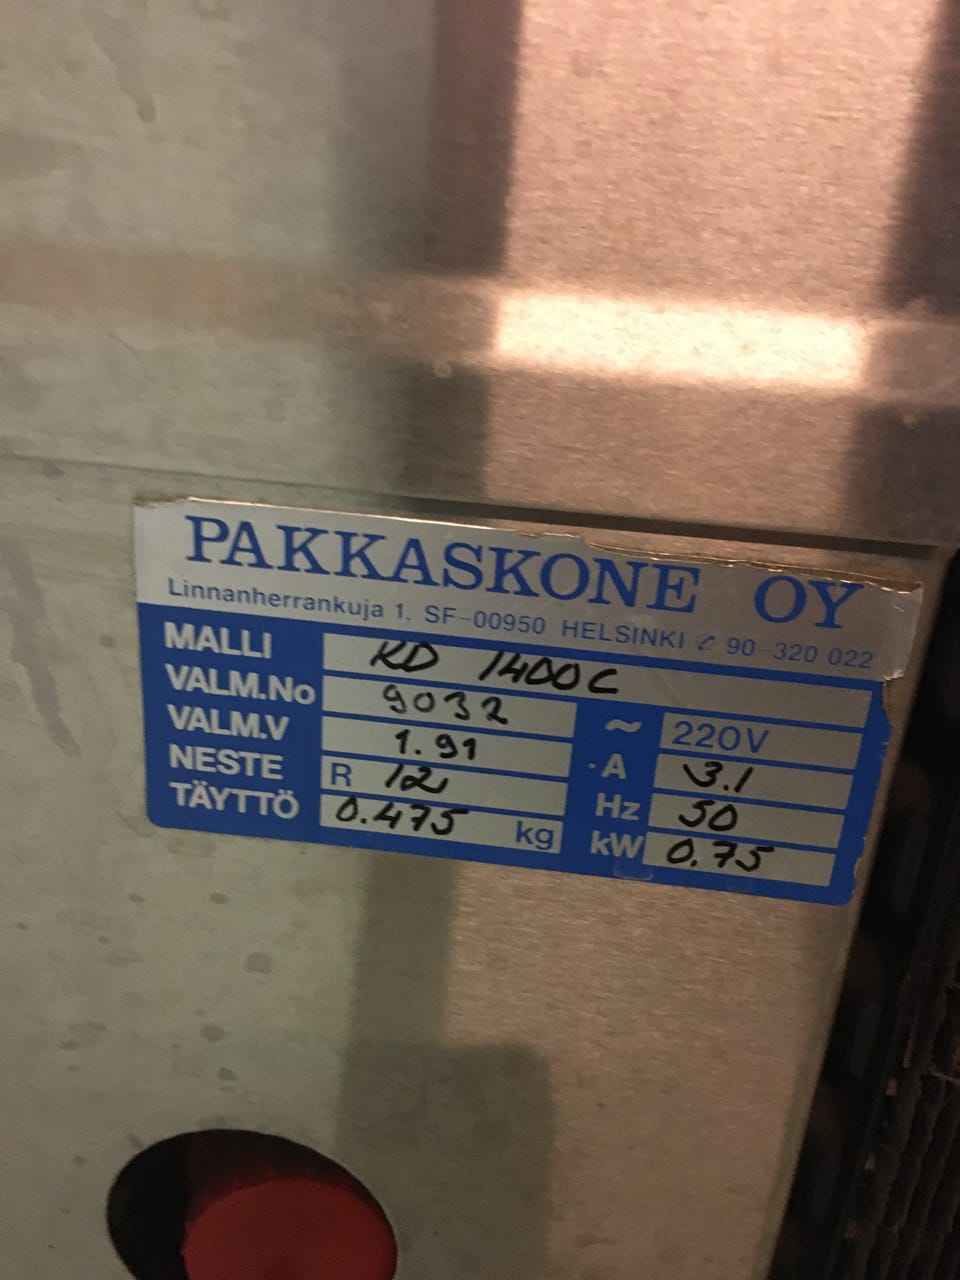 PAKKASKONE OY
Linnanherrankuja 1, SF-00950 HELSINKI ✆ 90-320 022
MALLI KD 1400C
VALM.No 9032 ~ 220V
VALM.V 1.91 A 3.1
NESTE R 12 Hz 50
TÄYTTÖ 0.475 kg kW 0.75